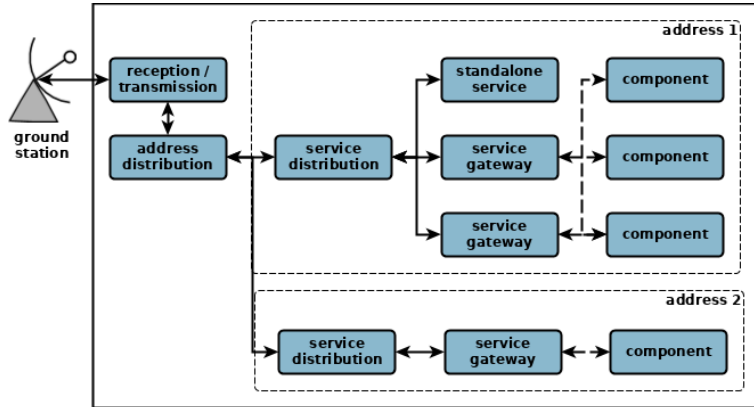 address 1
reception /
transmission
standalone
service
component
ground
station
address
distribution
service
distribution
service
gateway
component
service
gateway
component
address 2
service
distribution
service
gateway
component